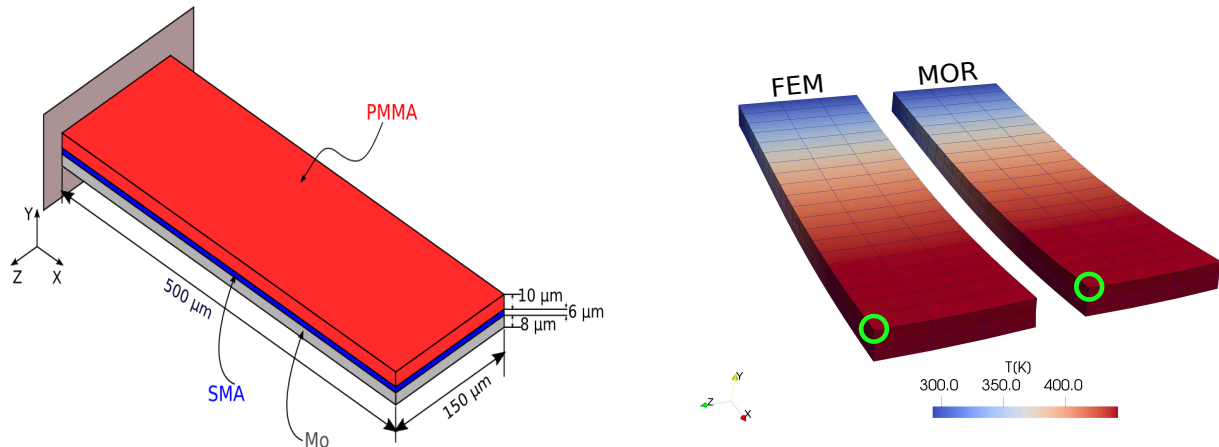 PMMA
Y
Z
X
500 μm
10 μm
6 μm
8 μm
150 μm
SMA
Mo
FEM
MOR
Y
Z
X
T(K)
300.0
350.0
400.0